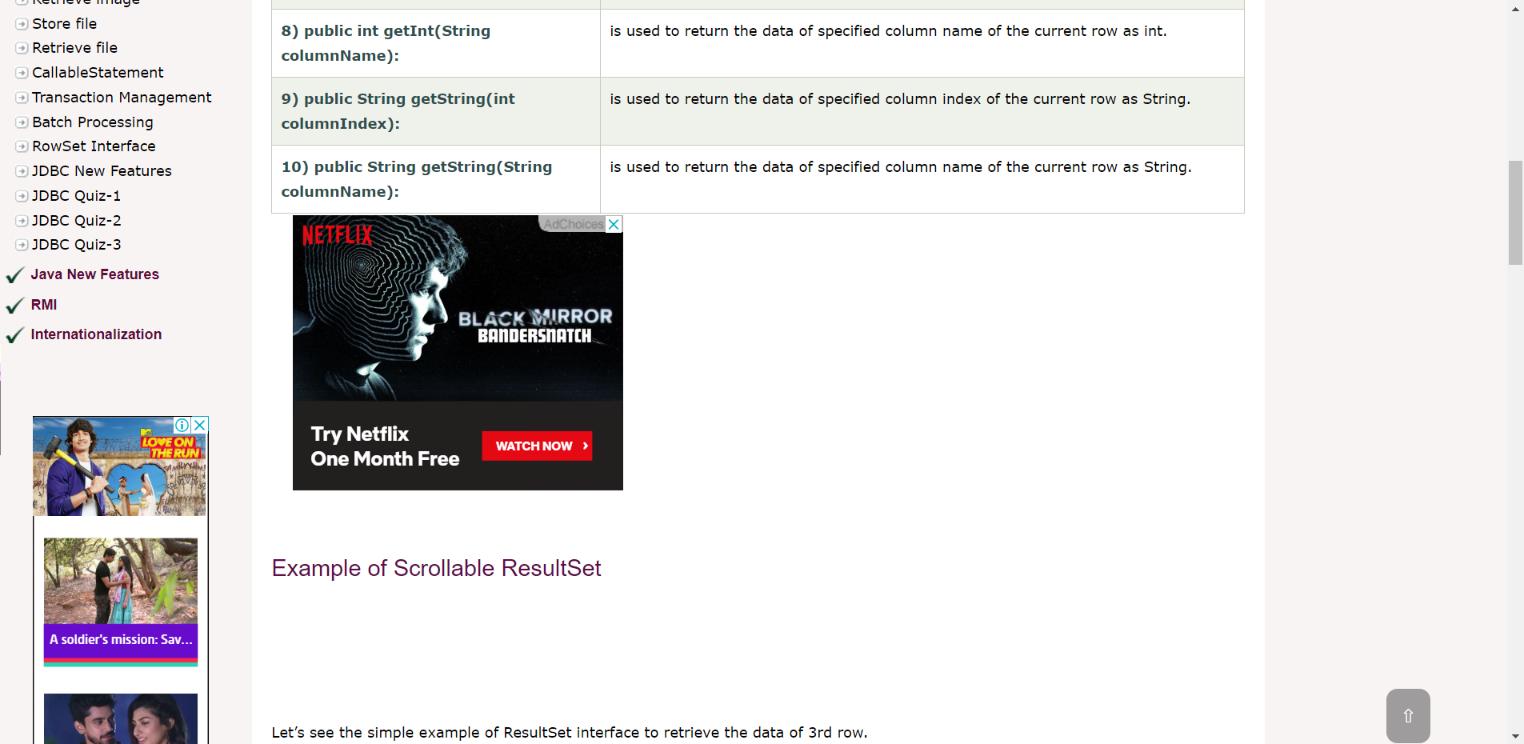 Retrieve image
Store file
Retrieve file
CallableStatement
Transaction Management
Batch Processing
RowSet Interface
JDBC New Features
JDBC Quiz-1
JDBC Quiz-2
JDBC Quiz-3
Java New Features
RMI
Internationalization
LOVE ON
THE RUN
A soldier's mission: Sav...
8) public int getInt(String
columnName):
is used to return the data of specified column name of the current row as int.
9) public String getString(int
columnIndex):
is used to return the data of specified column index of the current row as String.
10) public String getString(String
columnName):
is used to return the data of specified column name of the current row as String.
AdChoices
NETFLIX
BLACK MIRROR
BANDERSNATCH
Try Netflix
One Month Free
WATCH NOW
Example of Scrollable ResultSet
Let’s see the simple example of ResultSet interface to retrieve the data of 3rd row.